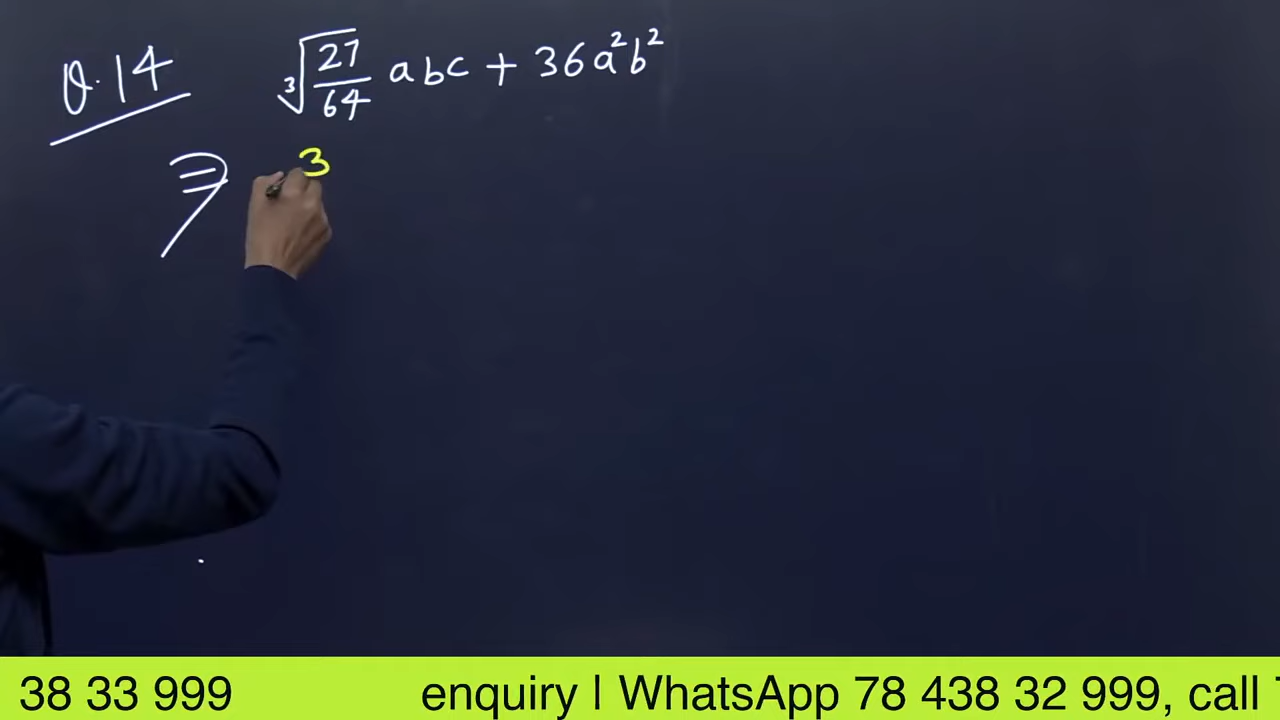 Q.14 ∛(27/64) abc + 36a²b²
⇒ 3
38 33 999 enquiry | WhatsApp 78 438 32 999, call